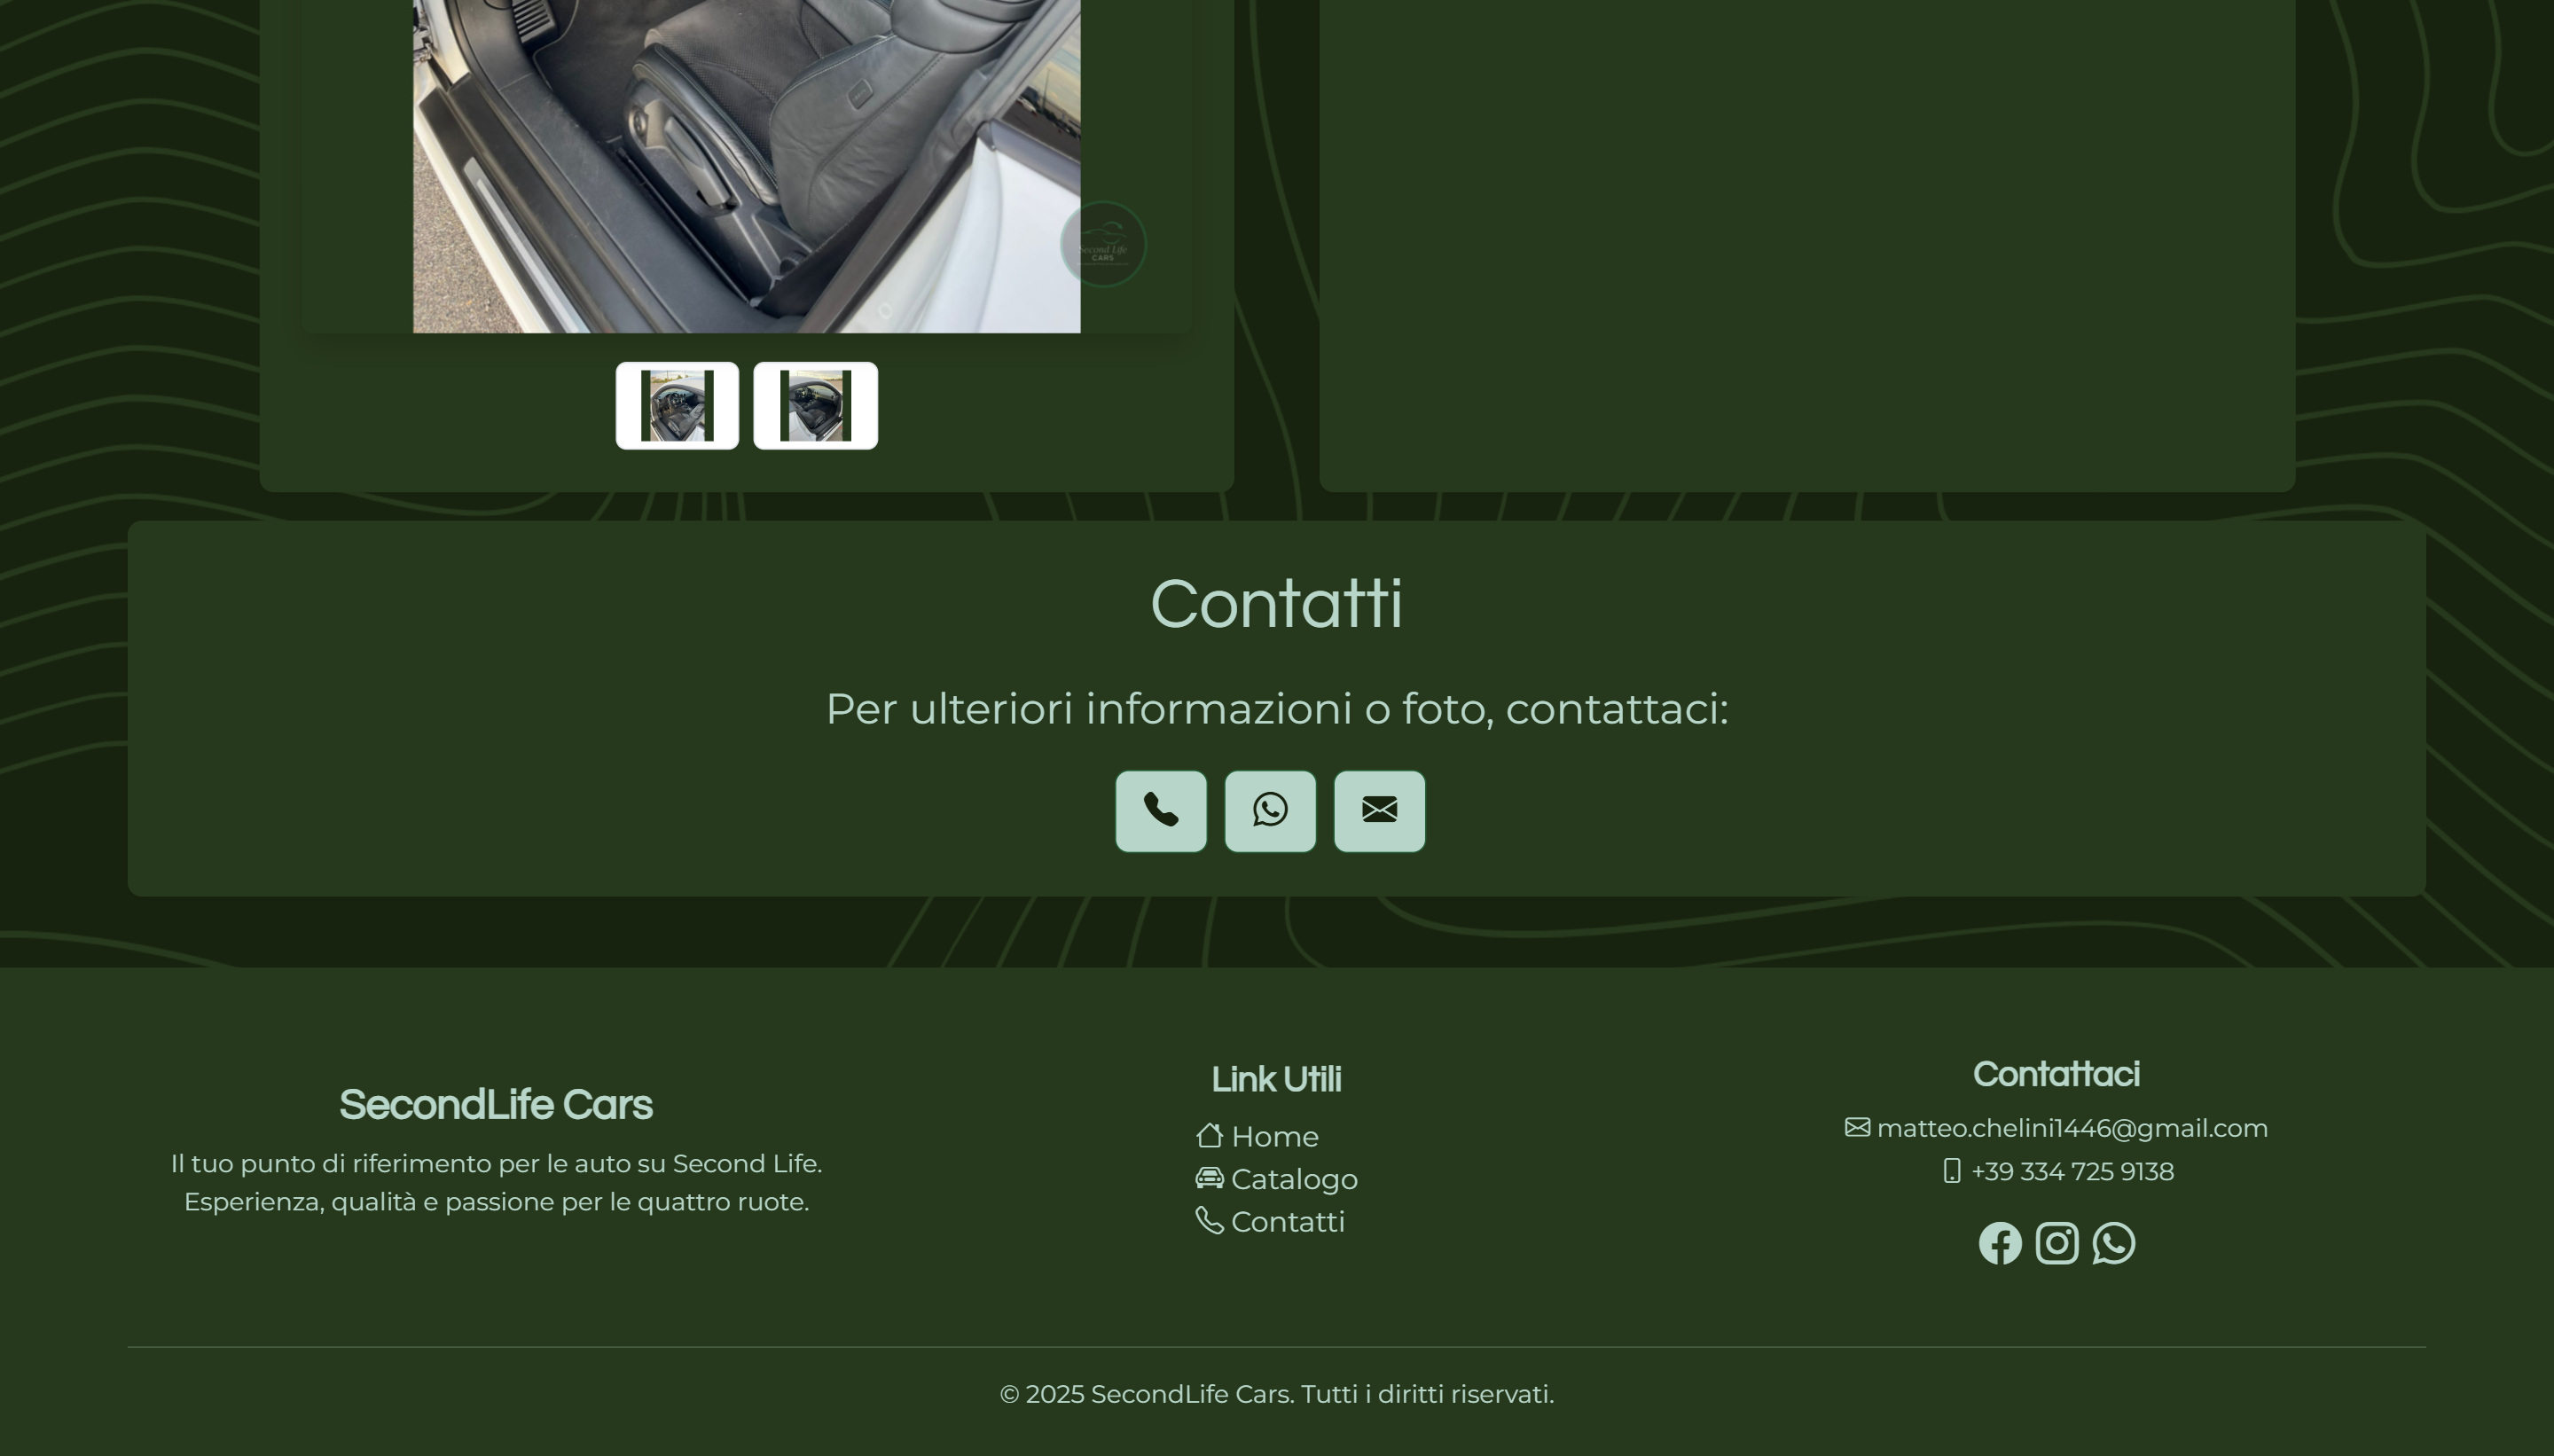 Second Life
CARS
Contatti
Per ulteriori informazioni o foto, contattaci:
SecondLife Cars
Il tuo punto di riferimento per le auto su Second Life.
Esperienza, qualità e passione per le quattro ruote.
Link Utili
Home
Catalogo
Contatti
Contattaci
matteo.chelini1446@gmail.com
+39 334 725 9138
© 2025 SecondLife Cars. Tutti i diritti riservati.